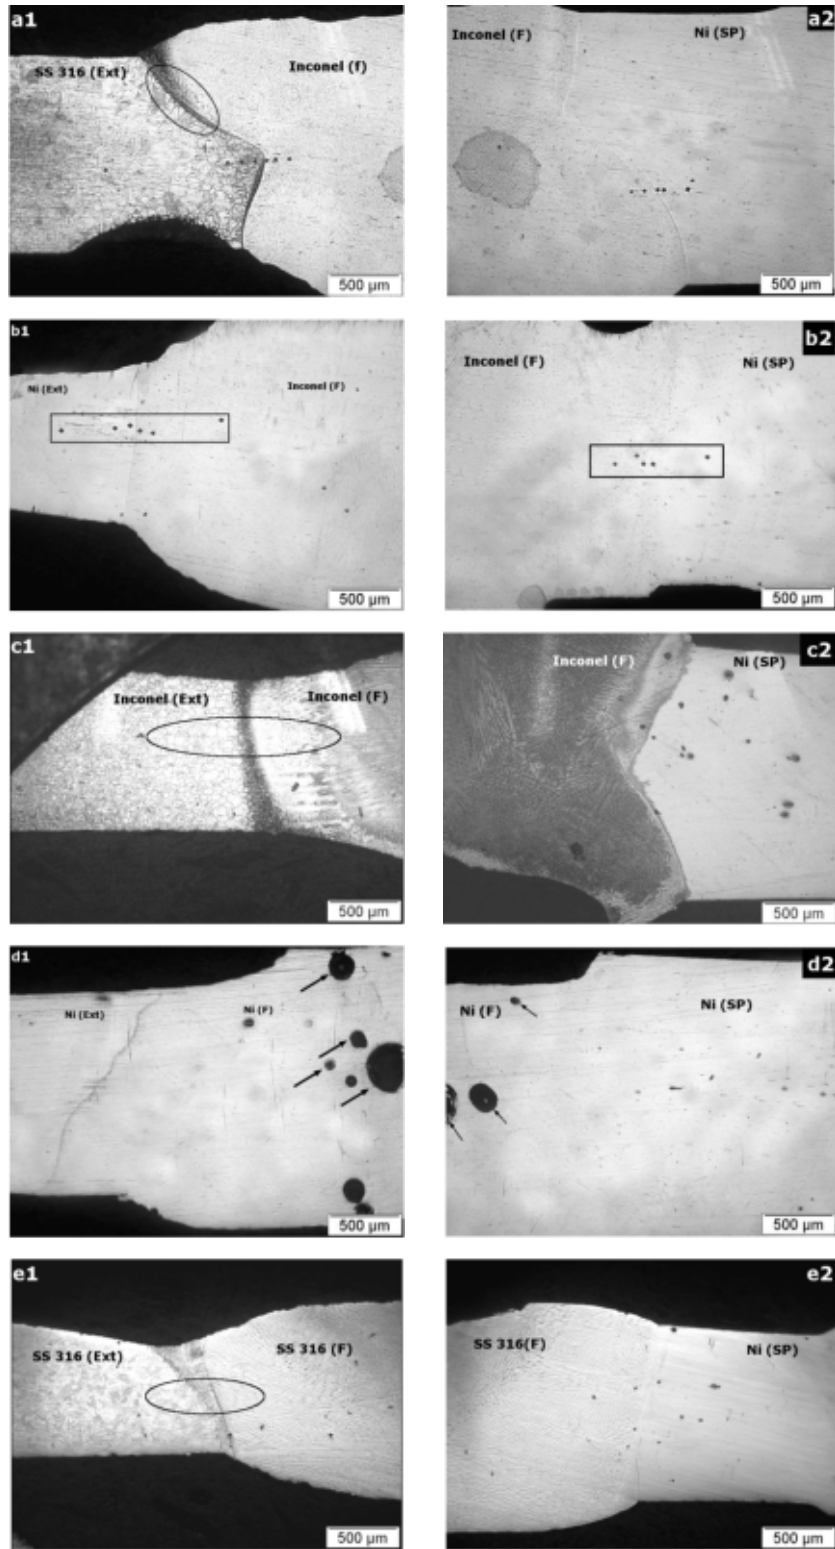 a1
SS 316 (Ext)
Inconel (f)
500 µm
a2
Inconel (F)
Ni (SP)
500 µm
b1
Ni (Ext)
Inconel (F)
500 µm
b2
Inconel (F)
Ni (SP)
500 µm
c1
Inconel (Ext)
Inconel (F)
500 µm
c2
Inconel (F)
Ni (SP)
500 µm
d1
Ni (Ext)
Ni (F)
500 µm
d2
Ni (F)
Ni (SP)
500 µm
e1
SS 316 (Ext)
SS 316 (F)
500 µm
e2
SS 316(F)
Ni (SP)
500 µm